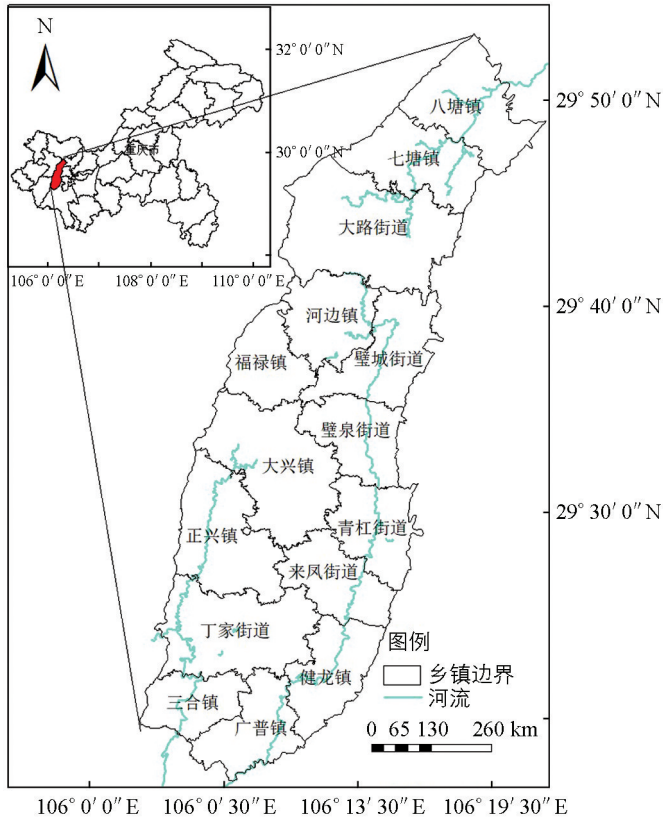 N
32° 0′ 0″N
30° 0′ 0″N
重庆市
106° 0′ 0″E
108° 0′ 0″E
110° 0′ 0″E
29° 50′ 0″N
29° 40′ 0″N
29° 30′ 0″N
八塘镇
七塘镇
大路街道
河边镇
福禄镇
璧城街道
璧泉街道
大兴镇
正兴镇
青杠街道
来凤街道
丁家街道
健龙镇
三合镇
广普镇
图例
乡镇边界
河流
0 65 130 260 km
106° 0′ 0″E
106° 0′ 30″E
106° 13′ 30″E
106° 19′ 30″E